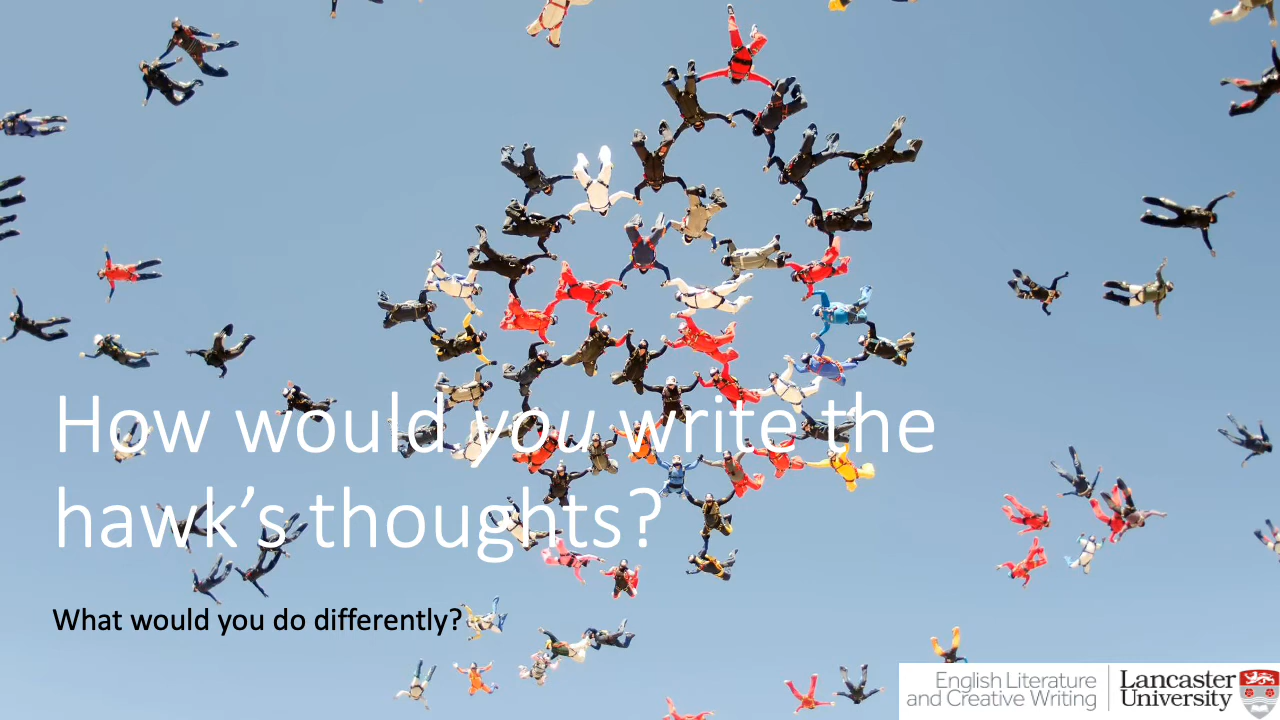 How would you write the
hawk’s thoughts?
What would you do differently?
English Literature
and Creative Writing
Lancaster
University